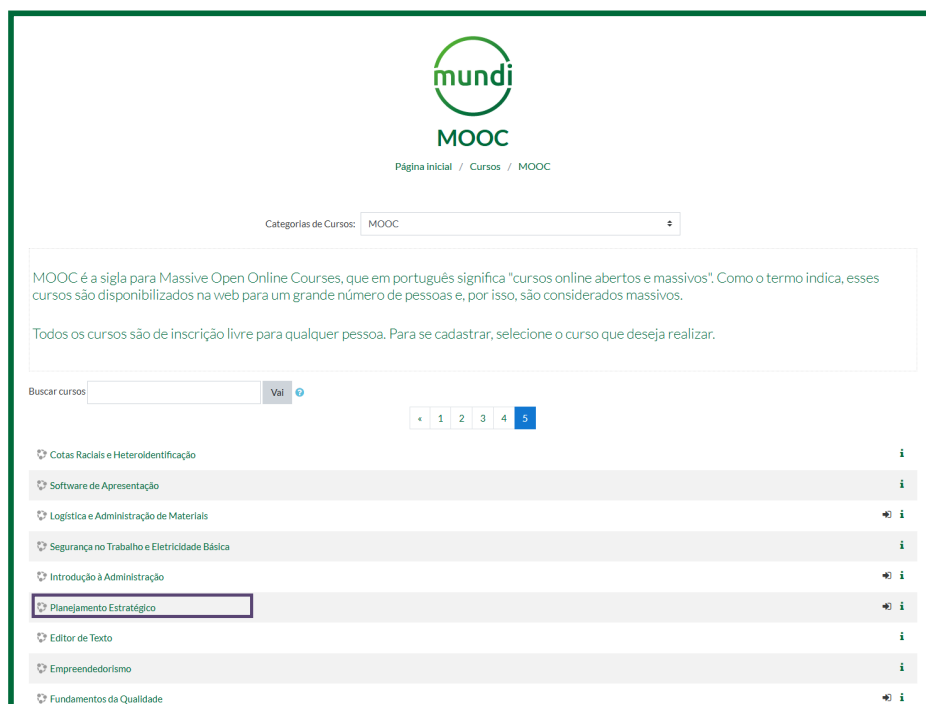 mundi
MOOC
Página inicial / Cursos / MOOC
Categorias de Cursos: MOOC
MOOC é a sigla para Massive Open Online Courses, que em português significa "cursos online abertos e massivos". Como o termo indica, esses
cursos são disponibilizados na web para um grande número de pessoas e, por isso, são considerados massivos.
Todos os cursos são de inscrição livre para qualquer pessoa. Para se cadastrar, selecione o curso que deseja realizar.
Buscar cursos Vai
« 1 2 3 4 5
Cotas Raciais e Heteroidentificação
Software de Apresentação
Logística e Administração de Materiais
Segurança no Trabalho e Eletricidade Básica
Introdução à Administração
Planejamento Estratégico
Editor de Texto
Empreendedorismo
Fundamentos da Qualidade